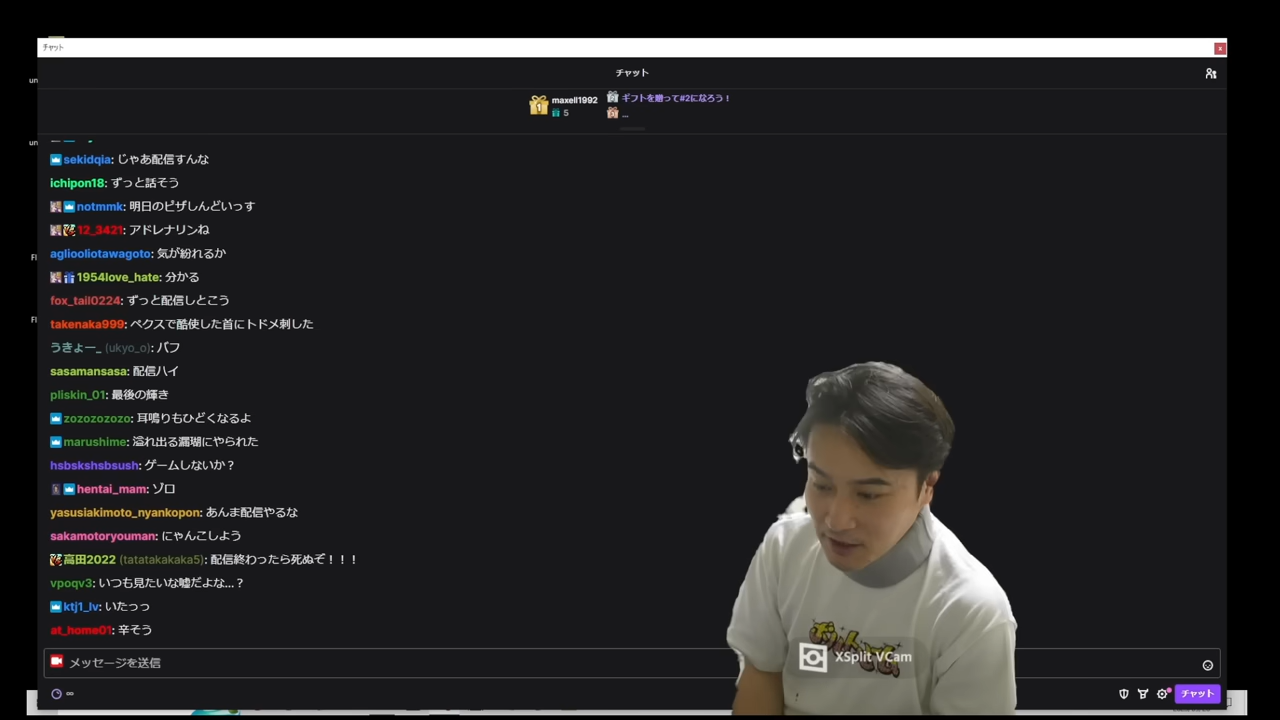 チャット
チャット
maxell1992
5
ギフトを贈って#2になろう！
...
sekidqia: じゃあ配信すんな
ichipon18: ずっと話そう
notmmk: 明日のピザしんどいっす
12_3421: アドレナリンね
agliooliotawagoto: 気が紛れるか
1954love_hate: 分かる
fox_tail0224: ずっと配信しとこう
takenaka999: ペクスで酷使した首にトドメ刺した
うきょー_ (ukyo_o): バフ
sasamansasa: 配信ハイ
pliskin_01: 最後の輝き
zozozozozo: 耳鳴りもひどくなるよ
marushime: 溢れ出る漏瑚にやられた
hsbskshsbsush: ゲームしないか？
hentai_mam: ゾロ
yasusiakimoto_nyankopon: あんま配信やるな
sakamotoryouman: にゃんこしよう
高田2022 (tatatakakaka5): 配信終わったら死ぬぞ！！！
vpoqv3: いつも見たいな嘘だよな...？
ktj1_lv: いたっっ
at_home01: 辛そう
XSplit VCam
メッセージを送信
チャット